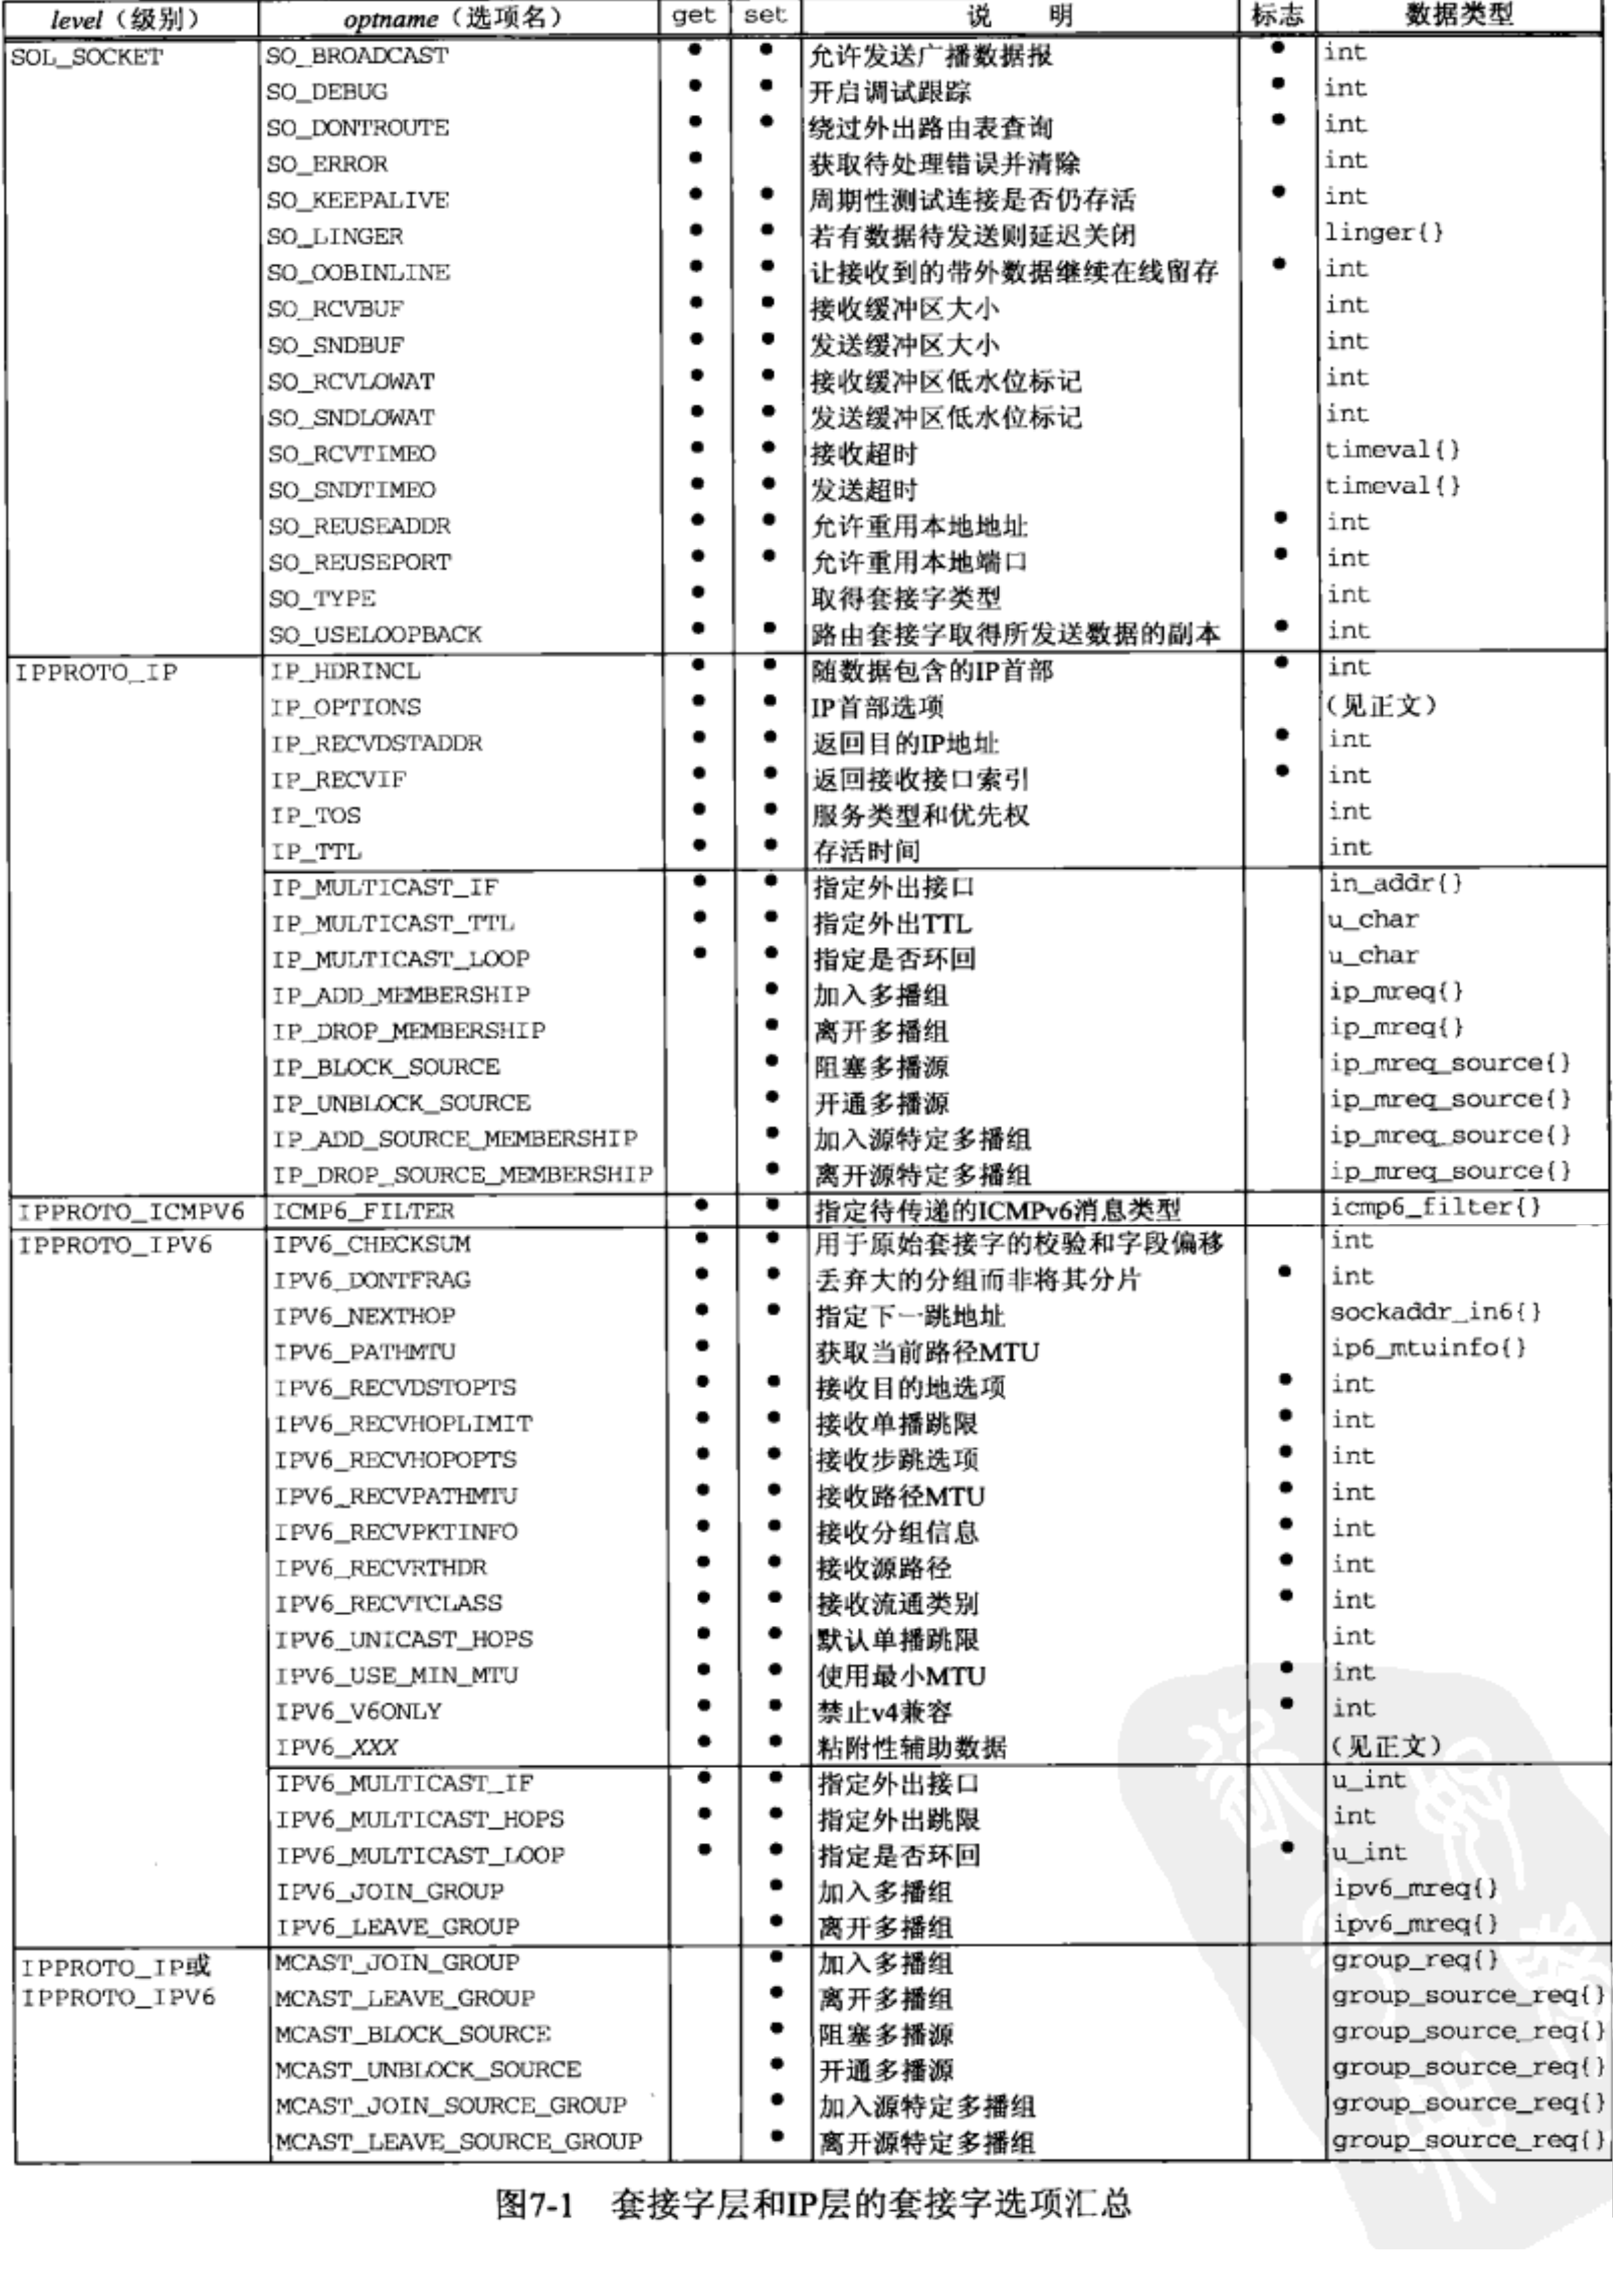 level（级别） optname（选项名） get set 说 明 标志 数据类型
SOL_SOCKET SO_BROADCAST • • 允许发送广播数据报 • int
SO_DEBUG • • 开启调试跟踪 • int
SO_DONTROUTE • • 绕过外出路由表查询 • int
SO_ERROR • 获取待处理错误并清除 int
SO_KEEPALIVE • • 周期性测试连接是否仍存活 • int
SO_LINGER • • 若有数据待发送则延迟关闭 linger{}
SO_OOBINLINE • • 让接收到的带外数据继续在线留存 • int
SO_RCVBUF • • 接收缓冲区大小 int
SO_SNDBUF • • 发送缓冲区大小 int
SO_RCVLOWAT • • 接收缓冲区低水位标记 int
SO_SNDLOWAT • • 发送缓冲区低水位标记 int
SO_RCVTIMEO • • 接收超时 timeval{}
SO_SNDTIMEO • • 发送超时 timeval{}
SO_REUSEADDR • • 允许重用本地地址 • int
SO_REUSEPORT • • 允许重用本地端口 • int
SO_TYPE • 取得套接字类型 int
SO_USELOOPBACK • • 路由套接字取得所发送数据的副本 • int
IPPROTO_IP IP_HDRINCL • • 随数据包含的IP首部 • int
IP_OPTIONS • • IP首部选项 （见正文）
IP_RECVDSTADDR • • 返回目的IP地址 • int
IP_RECVIF • • 返回接收接口索引 • int
IP_TOS • • 服务类型和优先权 int
IP_TTL • • 存活时间 int
IP_MULTICAST_IF • • 指定外出接口 in_addr{}
IP_MULTICAST_TTL • • 指定外出TTL u_char
IP_MULTICAST_LOOP • • 指定是否环回 u_char
IP_ADD_MEMBERSHIP • 加入多播组 ip_mreq{}
IP_DROP_MEMBERSHIP • 离开多播组 ip_mreq{}
IP_BLOCK_SOURCE • 阻塞多播源 ip_mreq_source{}
IP_UNBLOCK_SOURCE • 开通多播源 ip_mreq_source{}
IP_ADD_SOURCE_MEMBERSHIP • 加入源特定多播组 ip_mreq_source{}
IP_DROP_SOURCE_MEMBERSHIP • 离开源特定多播组 ip_mreq_source{}
IPPROTO_ICMPV6 ICMP6_FILTER • • 指定待传递的ICMPv6消息类型 icmp6_filter{}
IPPROTO_IPV6 IPV6_CHECKSUM • • 用于原始套接字的校验和字段偏移 int
IPV6_DONTFRAG • • 丢弃大的分组而非将其分片 • int
IPV6_NEXTHOP • • 指定下一跳地址 sockaddr_in6{}
IPV6_PATHMTU • 获取当前路径MTU ip6_mtuinfo{}
IPV6_RECVDSTOPTS • • 接收目的地选项 • int
IPV6_RECVHOPLIMIT • • 接收单播跳限 • int
IPV6_RECVHOPOPTS • • 接收步跳选项 • int
IPV6_RECVPATHMTU • • 接收路径MTU • int
IPV6_RECVPKTINFO • • 接收分组信息 • int
IPV6_RECVRTHDR • • 接收源路径 • int
IPV6_RECVTCLASS • • 接收流通类别 • int
IPV6_UNICAST_HOPS • • 默认单播跳限 int
IPV6_USE_MIN_MTU • • 使用最小MTU • int
IPV6_V6ONLY • • 禁止v4兼容 • int
IPV6_XXX • • 粘附性辅助数据 （见正文）
IPV6_MULTICAST_IF • • 指定外出接口 u_int
IPV6_MULTICAST_HOPS • • 指定外出跳限 int
IPV6_MULTICAST_LOOP • • 指定是否环回 • u_int
IPV6_JOIN_GROUP • 加入多播组 ipv6_mreq{}
IPV6_LEAVE_GROUP • 离开多播组 ipv6_mreq{}
IPPROTO_IP或 MCAST_JOIN_GROUP • 加入多播组 group_req{}
IPPROTO_IPV6 MCAST_LEAVE_GROUP • 离开多播组 group_source_req{}
MCAST_BLOCK_SOURCE • 阻塞多播源 group_source_req{}
MCAST_UNBLOCK_SOURCE • 开通多播源 group_source_req{}
MCAST_JOIN_SOURCE_GROUP • 加入源特定多播组 group_source_req{}
MCAST_LEAVE_SOURCE_GROUP • 离开源特定多播组 group_source_req{}
图7-1 套接字层和IP层的套接字选项汇总